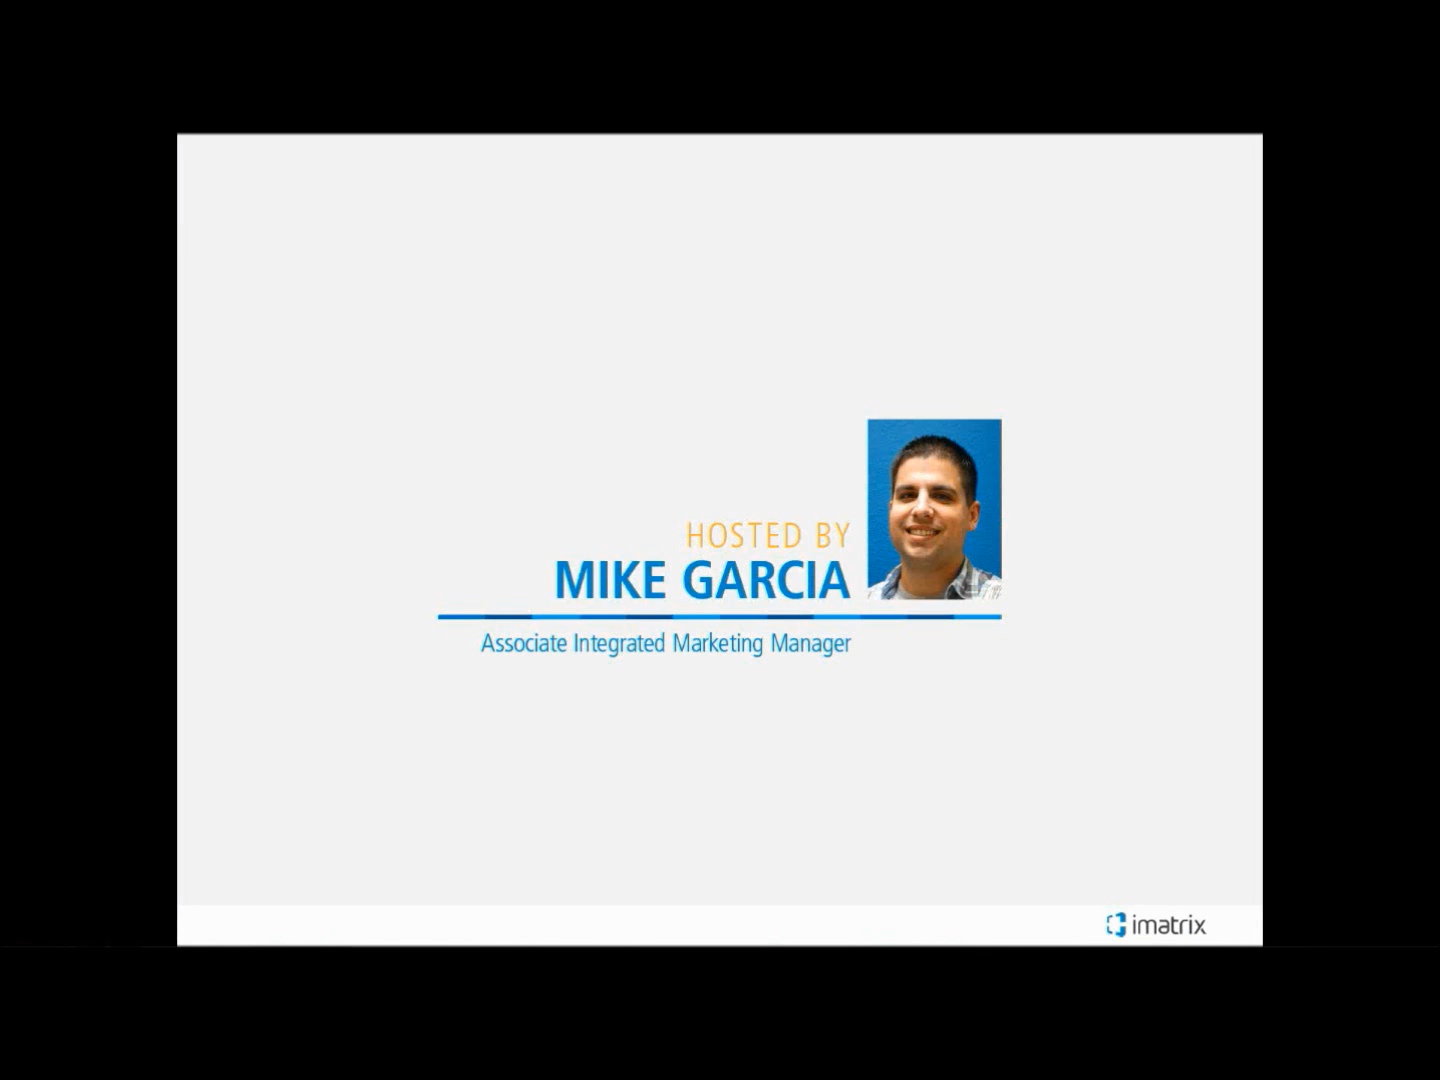 HOSTED BY
MIKE GARCIA
Associate Integrated Marketing Manager
imatrix